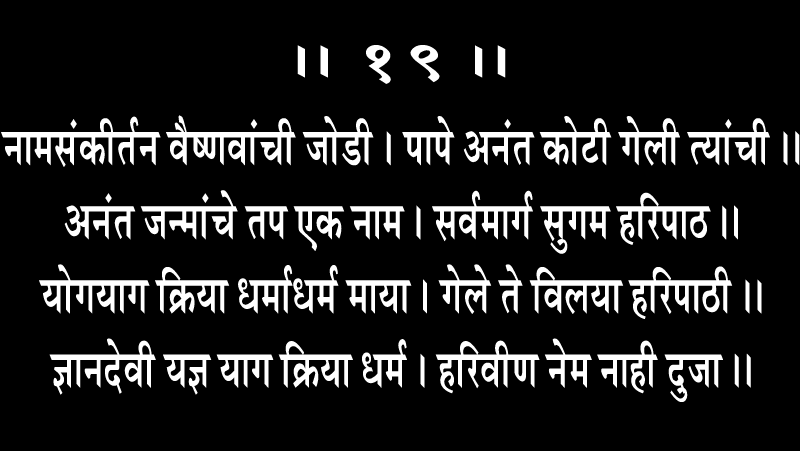 ।। १९ ।।
नामसंकीर्तन वैष्णवांची जोडी । पापे अनंत कोटी गेली त्यांची ।।
अनंत जन्मांचे तप एक नाम । सर्वमार्ग सुगम हरिपाठ ।।
योगयाग क्रिया धर्माधर्म माया । गेले ते विलया हरिपाठी ।।
ज्ञानदेवी यज्ञ याग क्रिया धर्म । हरिवीण नेम नाही दुजा ।।